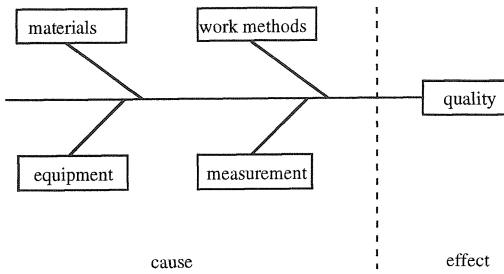 materials
work methods
quality
equipment
measurement
cause
effect